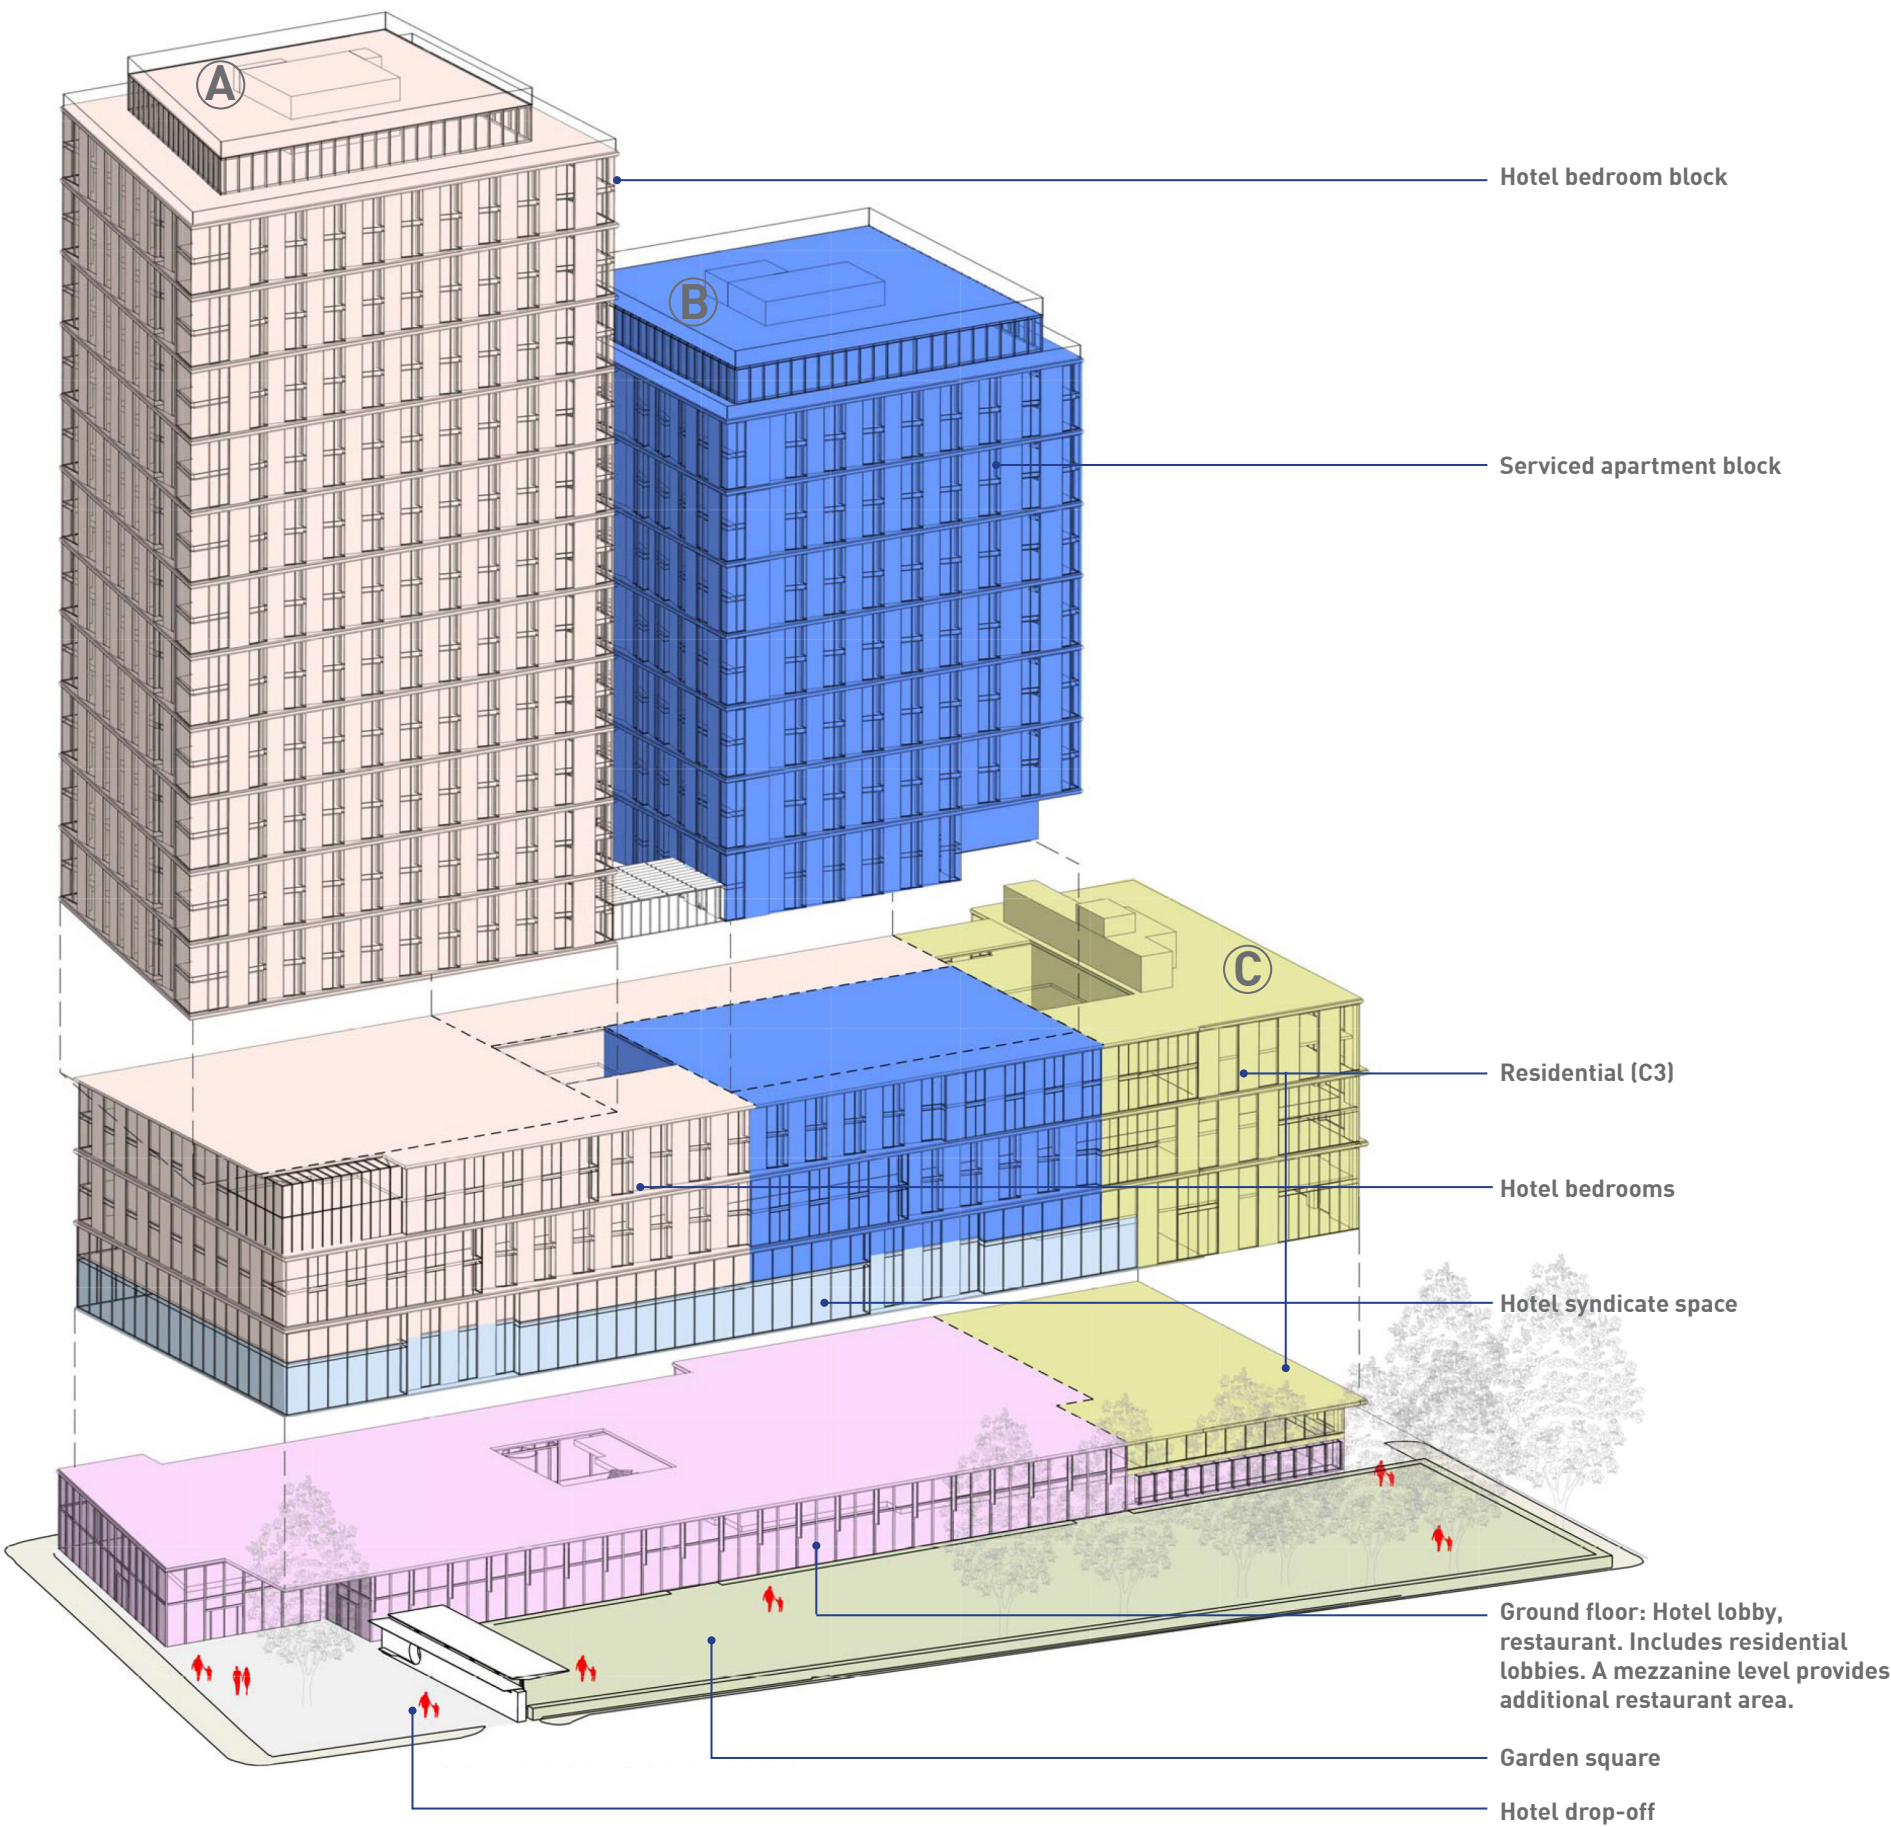 A
Hotel bedroom block
B
Serviced apartment block
C
Residential (C3)
Hotel bedrooms
Hotel syndicate space
Ground floor: Hotel lobby,
restaurant. Includes residential
lobbies. A mezzanine level provides
additional restaurant area.
Garden square
Hotel drop-off